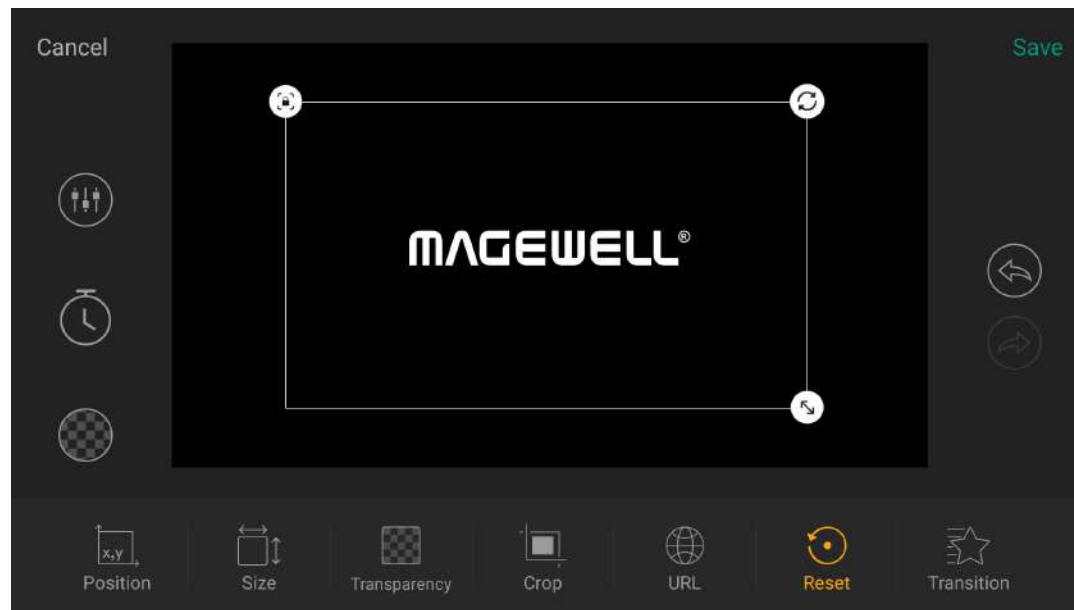 Cancel
Save
MAGEWELL®
x,y
Position
Size
Transparency
Crop
URL
Reset
Transition